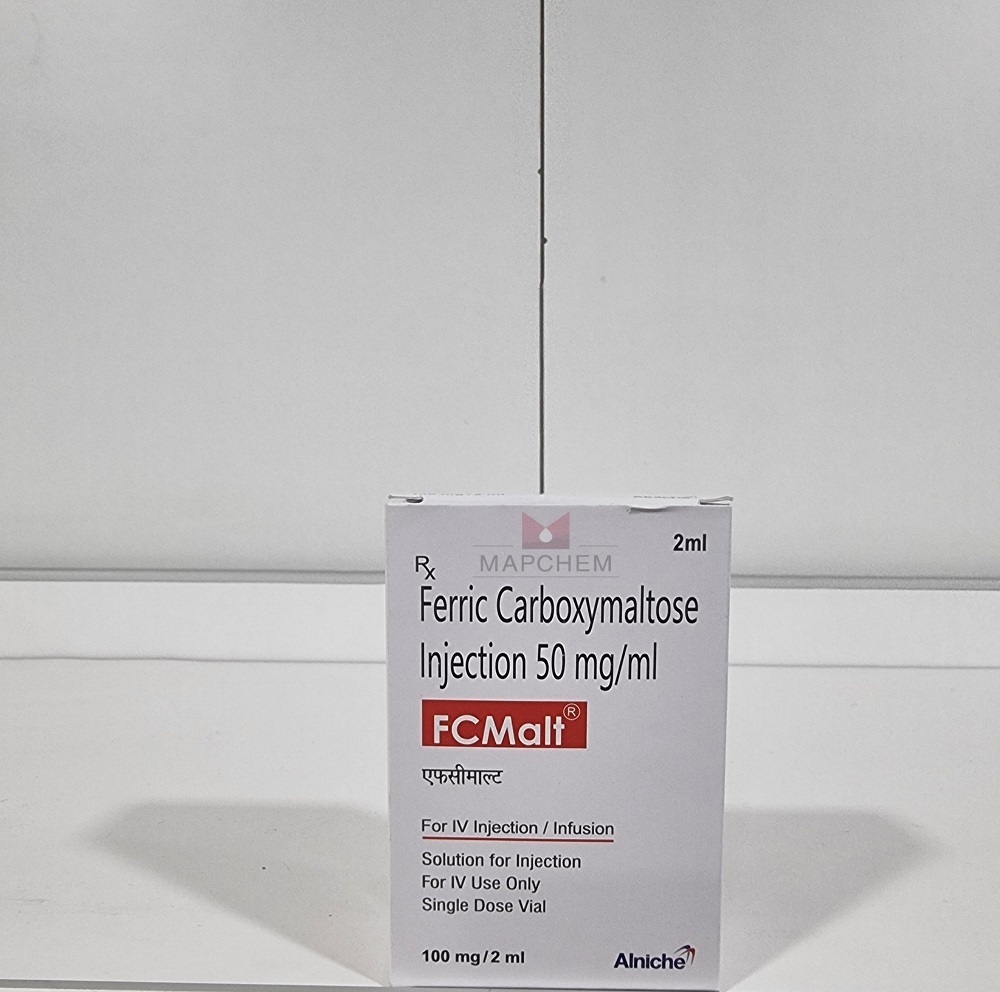 2ml
MAPCHEM
Rx
Ferric Carboxymaltose
Injection 50 mg/ml
FCMalt®
एफसीमाल्ट
For IV Injection / Infusion
Solution for Injection
For IV Use Only
Single Dose Vial
100 mg/2 ml
Alniche